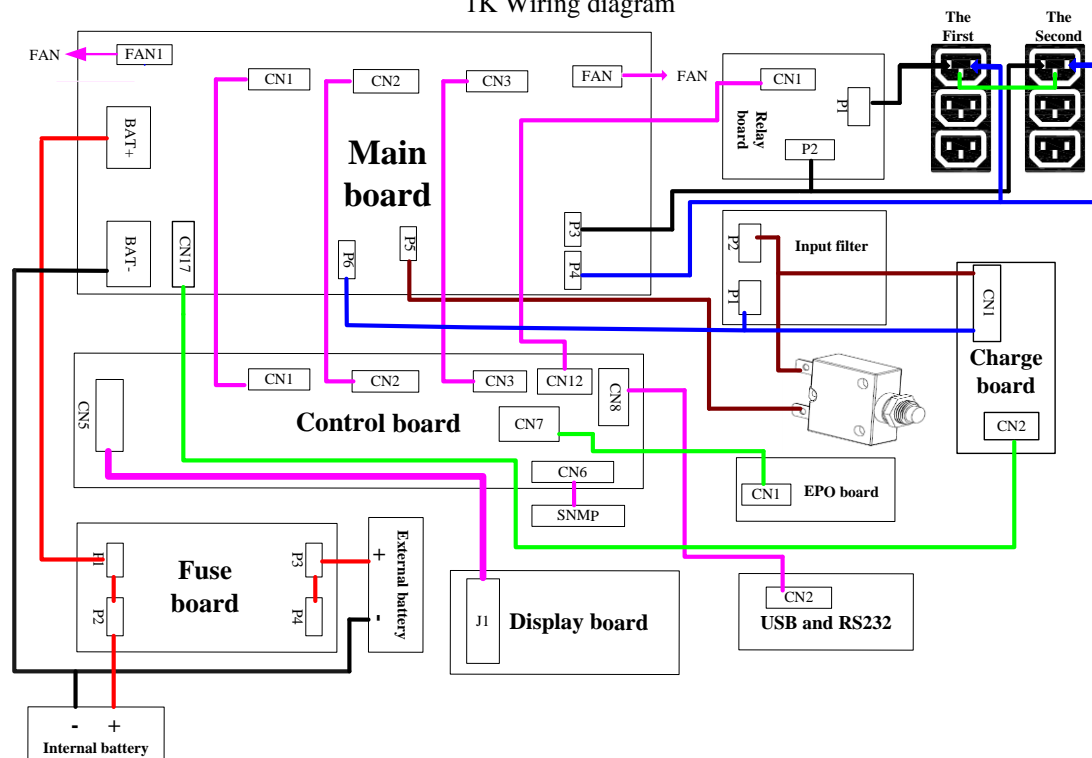 1K Wiring diagram
The First
The Second
FAN
FAN1
CN1
CN2
CN3
FAN
FAN
CN1
P1
Relay board
P2
BAT+
Main board
BAT-
CN17
P6
P5
P3
P4
P2
Input filter
P1
CN1
Charge board
CN2
CN5
CN1
CN2
CN3
CN12
CN8
Control board
CN7
CN6
SNMP
CN1
EPO board
P2
Fuse board
P3
P4
+
External battery
-
J1
Display board
CN2
USB and RS232
-
+
Internal battery